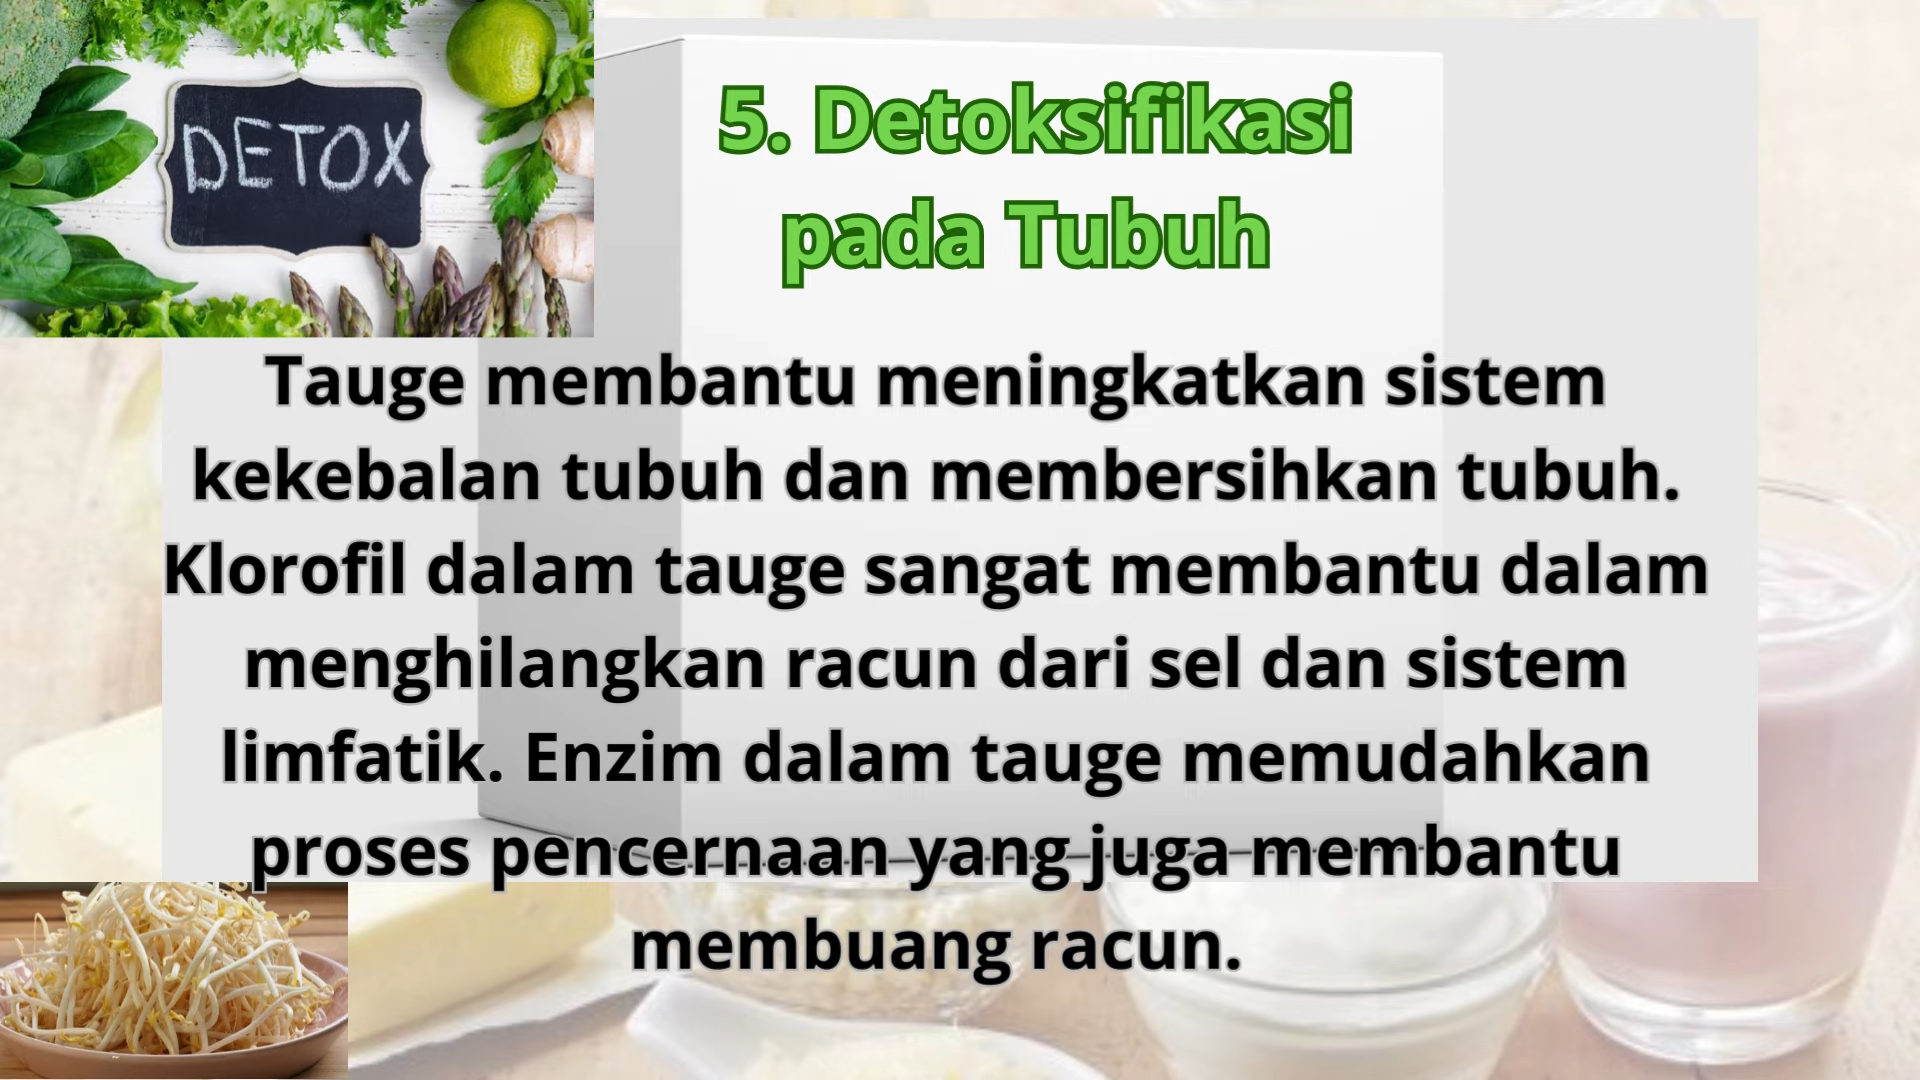 DETOX
5. Detoksifikasi
pada Tubuh
Tauge membantu meningkatkan sistem
kekebalan tubuh dan membersihkan tubuh.
Klorofil dalam tauge sangat membantu dalam
menghilangkan racun dari sel dan sistem
limfatik. Enzim dalam tauge memudahkan
proses pencernaan yang juga membantu
membuang racun.